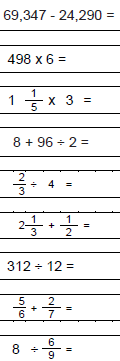 69,347 - 24,290 =
498 x 6 =
1 1/5 x 3 =
8 + 96 ÷ 2 =
2/3 ÷ 4 =
2 1/3 + 1/2 =
312 ÷ 12 =
5/6 + 2/7 =
8 ÷ 6/9 =